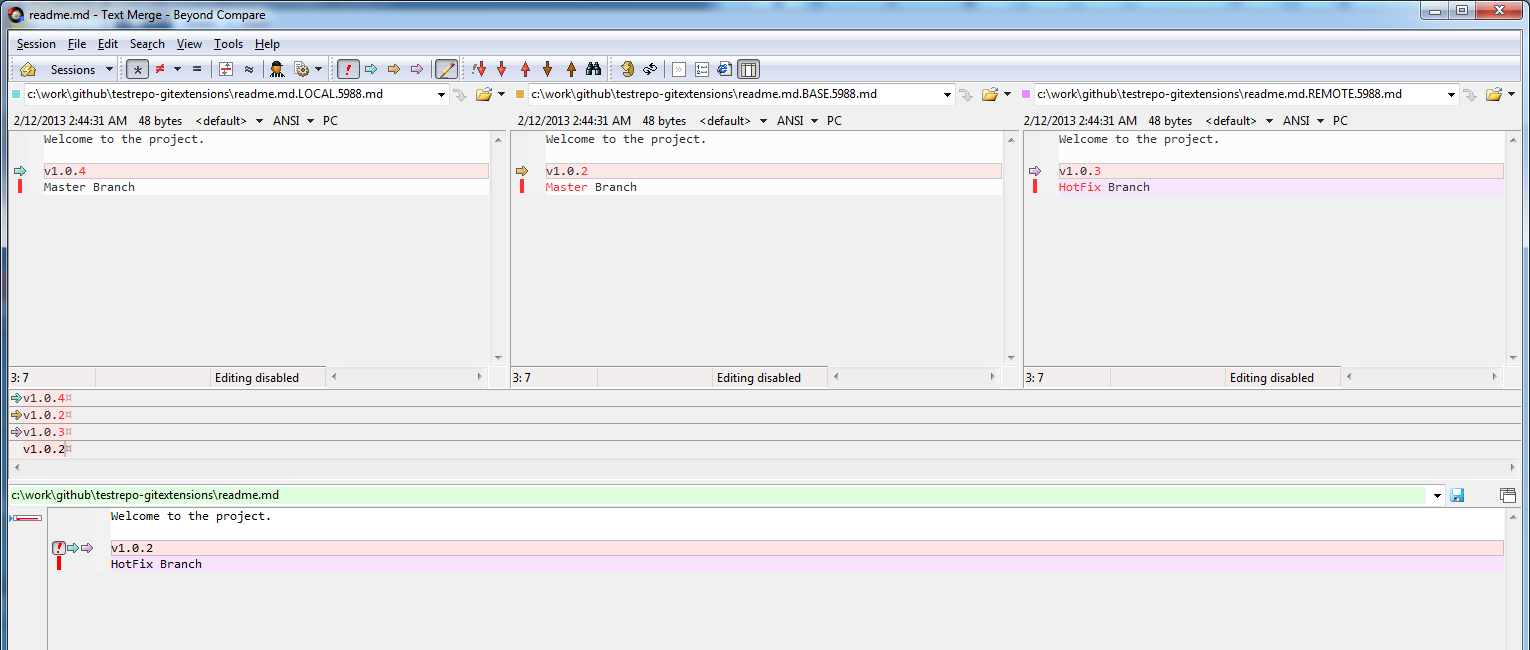 readme.md - Text Merge - Beyond Compare
Session File Edit Search View Tools Help
Sessions
c:\work\github\testrepo-gitextensions\readme.md.LOCAL.5988.md c:\work\github\testrepo-gitextensions\readme.md.BASE.5988.md c:\work\github\testrepo-gitextensions\readme.md.REMOTE.5988.md
2/12/2013 2:44:31 AM 48 bytes <default> ANSI PC 2/12/2013 2:44:31 AM 48 bytes <default> ANSI PC 2/12/2013 2:44:31 AM 48 bytes <default> ANSI PC
Welcome to the project. Welcome to the project. Welcome to the project.
v1.0.4 v1.0.2 v1.0.3
Master Branch Master Branch HotFix Branch
3: 7 Editing disabled 3: 7 Editing disabled 3: 7 Editing disabled
v1.0.4¤
v1.0.2¤
v1.0.3¤
v1.0.2¤
c:\work\github\testrepo-gitextensions\readme.md
Welcome to the project.
v1.0.2
HotFix Branch